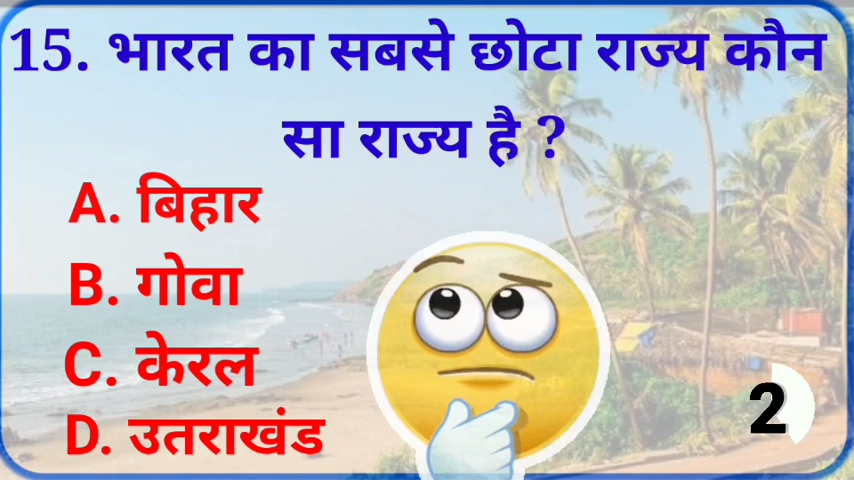 15. भारत का सबसे छोटा राज्य कौन
सा राज्य है ?
A. बिहार
B. गोवा
C. केरल
D. उतराखंड
2